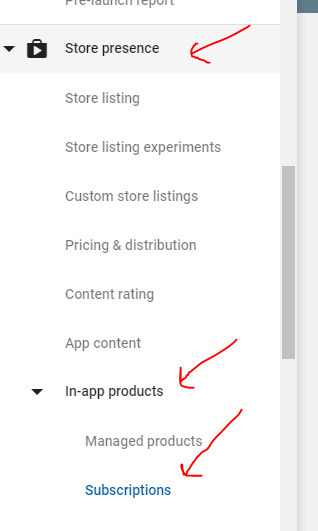 Pre-launch report
Store presence
Store listing
Store listing experiments
Custom store listings
Pricing & distribution
Content rating
App content
In-app products
Managed products
Subscriptions